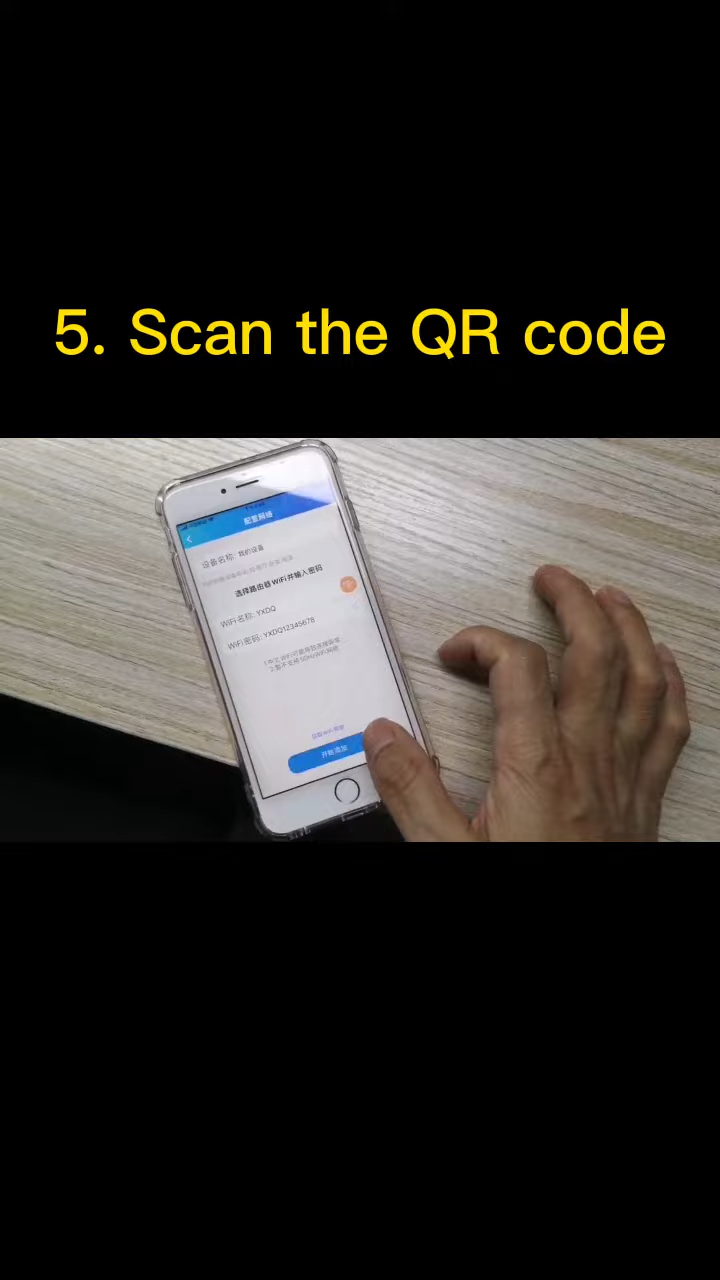 5. Scan the QR code
配置网络
设备名称: 我的设备
选择路由器WiFi并输入密码
WiFi名称: YXDQ
WiFi密码: YXDQ12345678
开始添加